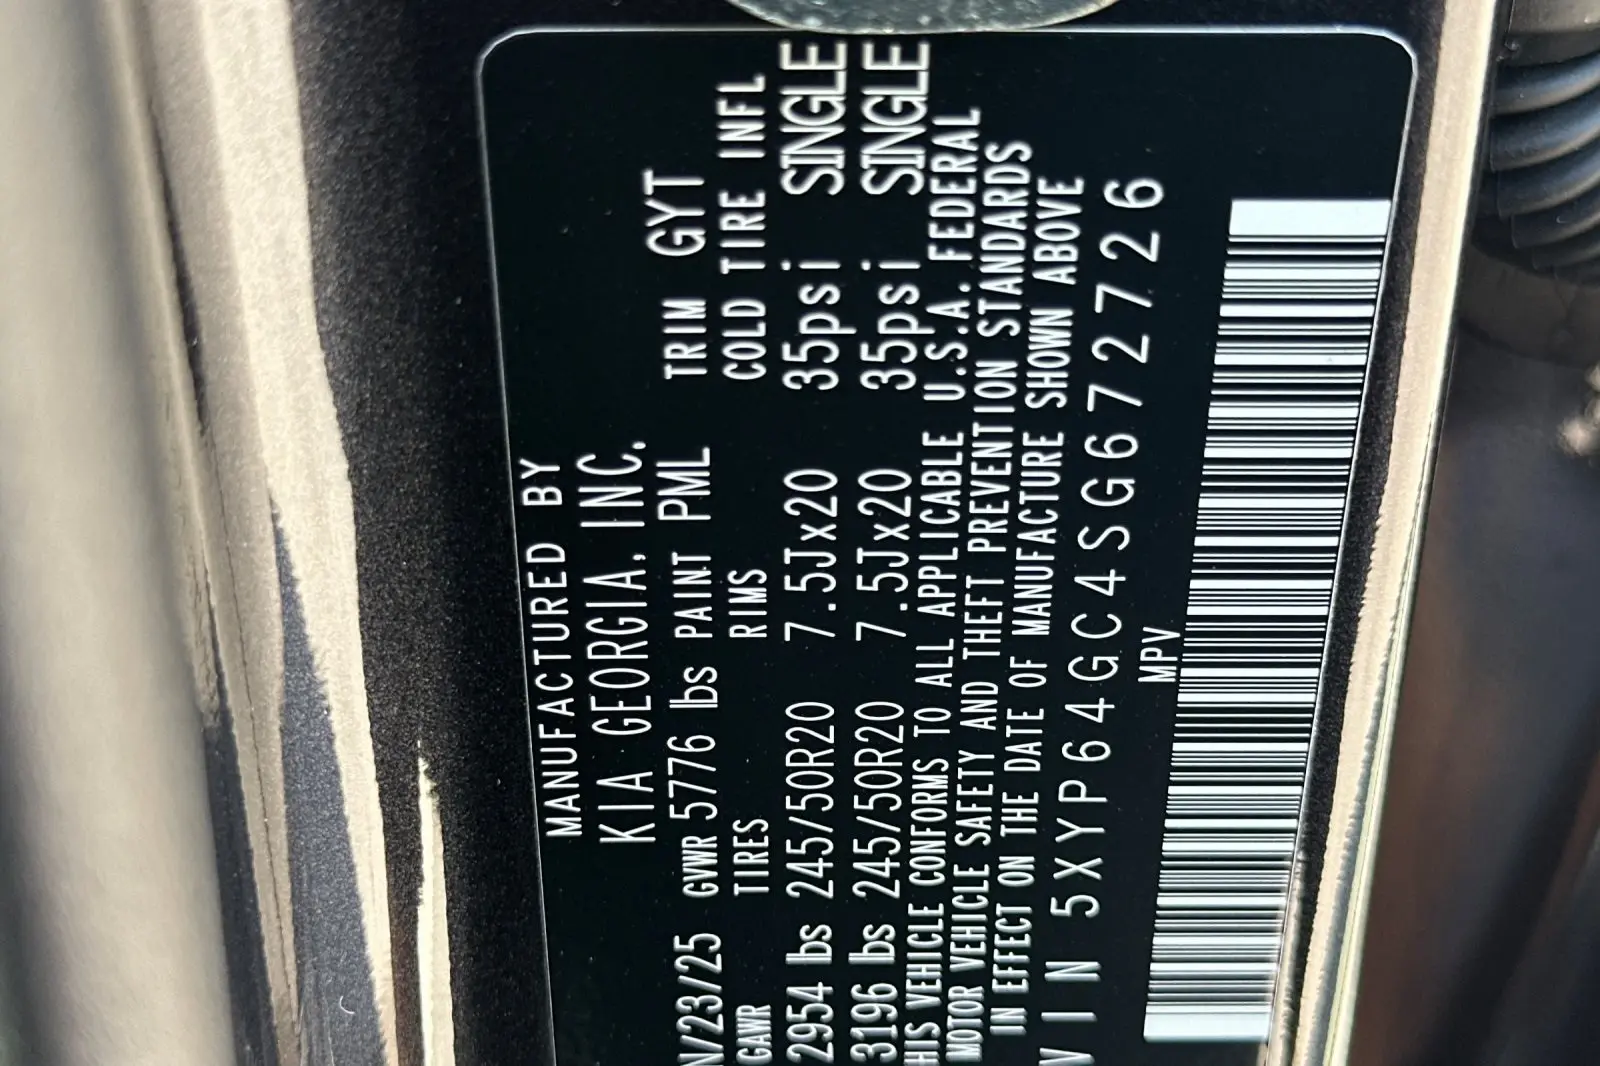 MANUFACTURED BY
KIA GEORGIA, INC.
N/23/25 GVWR 5776 lbs PAINT PML TRIM GYT
GAWR TIRES RIMS COLD TIRE INFL
2954 lbs 245/50R20 7.5Jx20 35psi SINGLE
3196 lbs 245/50R20 7.5Jx20 35psi SINGLE
HIS VEHICLE CONFORMS TO ALL APPLICABLE U.S.A. FEDERAL
MOTOR VEHICLE SAFETY AND THEFT PREVENTION STANDARDS
IN EFFECT ON THE DATE OF MANUFACTURE SHOWN ABOVE
VIN 5XYP64GC4SG672726
MPV